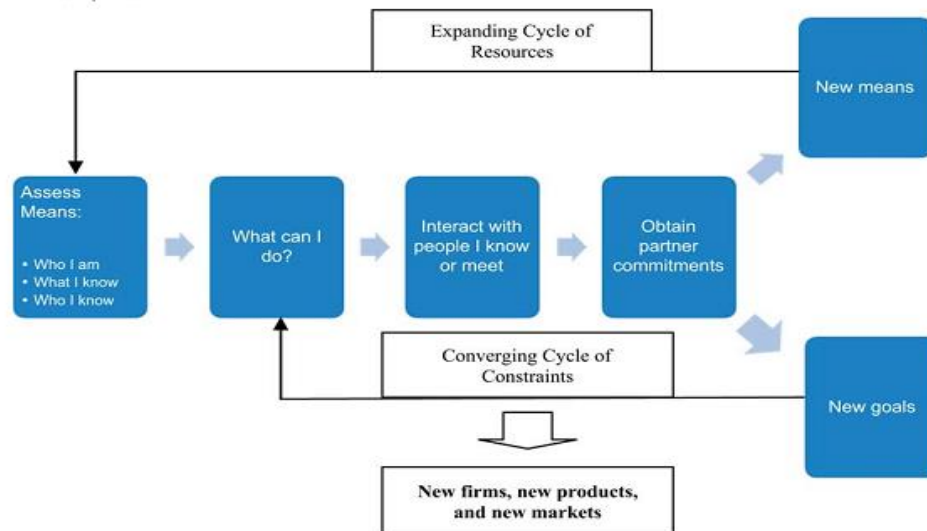 Expanding Cycle of
Resources
New means
Assess
Means:
• Who I am
• What I know
• Who I know
What can I
do?
Interact with
people I know
or meet
Obtain
partner
commitments
Converging Cycle of
Constraints
New goals
New firms, new products,
and new markets